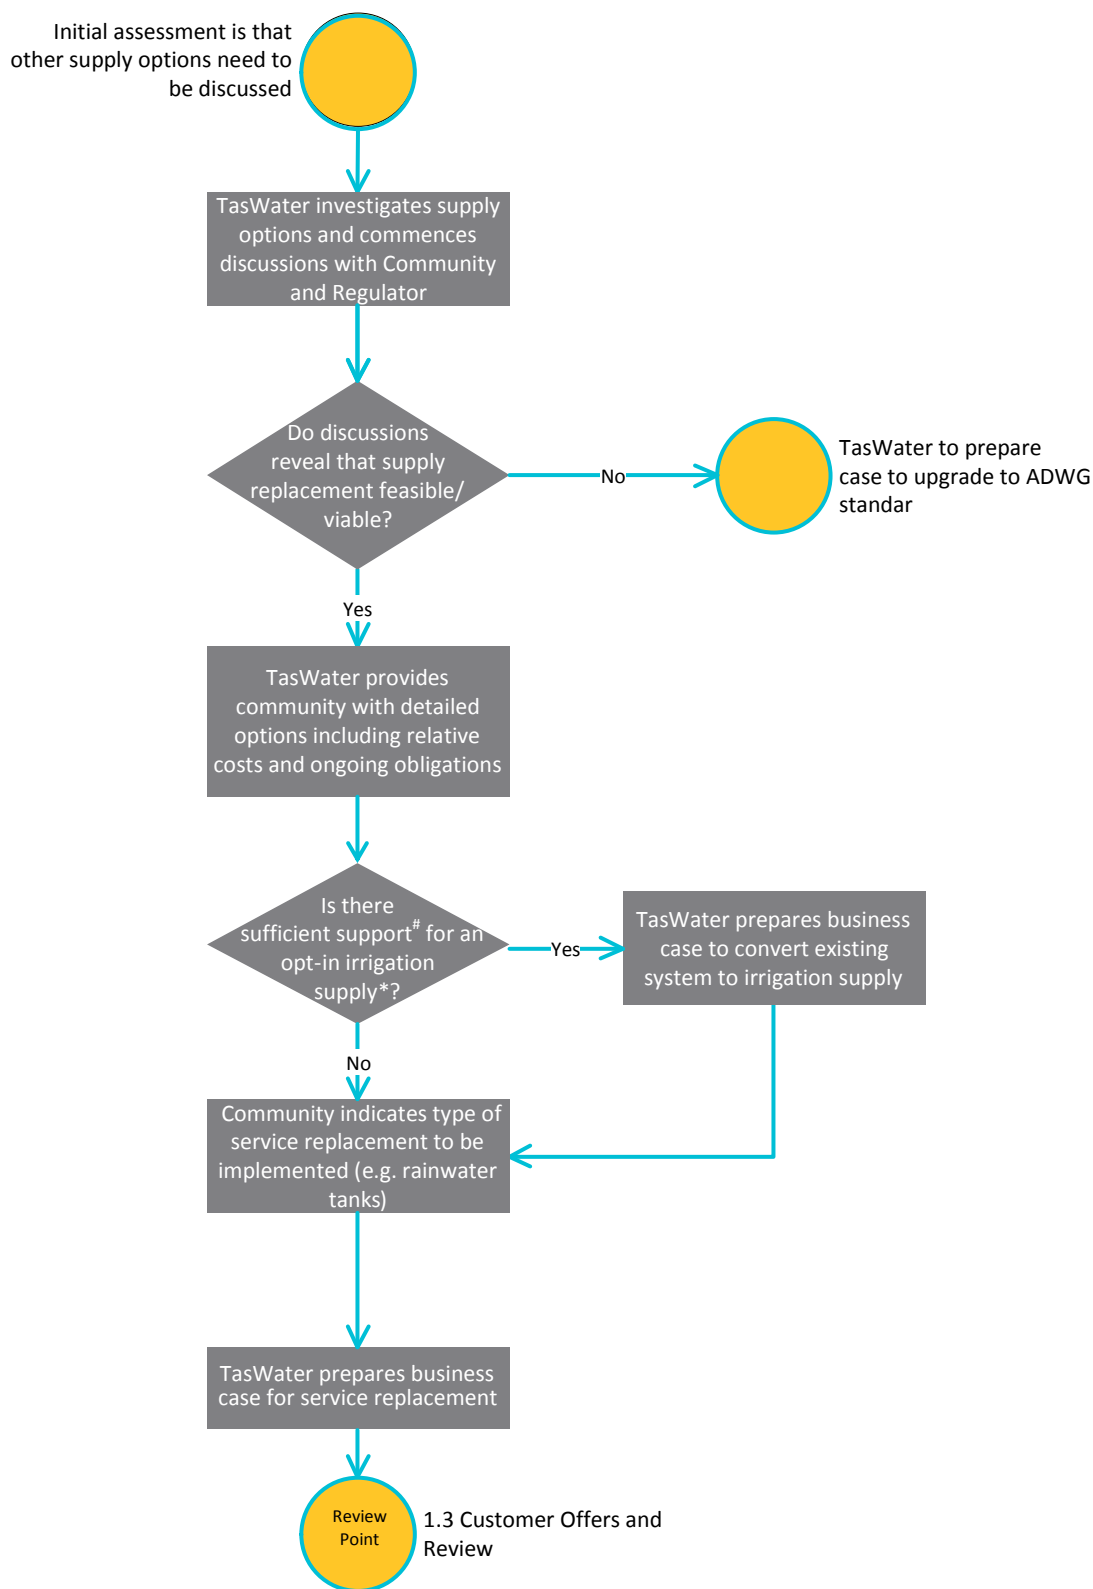 Initial assessment is that
other supply options need to
be discussed
TasWater investigates supply
options and commences
discussions with Community
and Regulator
Do discussions
reveal that supply
replacement feasible/
viable?
No
TasWater to prepare
case to upgrade to ADWG
standar
Yes
TasWater provides
community with detailed
options including relative
costs and ongoing obligations
Is there
sufficient support# for an
opt-in irrigation
supply*?
Yes
TasWater prepares business
case to convert existing
system to irrigation supply
No
Community indicates type of
service replacement to be
implemented (e.g. rainwater
tanks)
TasWater prepares business
case for service replacement
Review
Point
1.3 Customer Offers and
Review